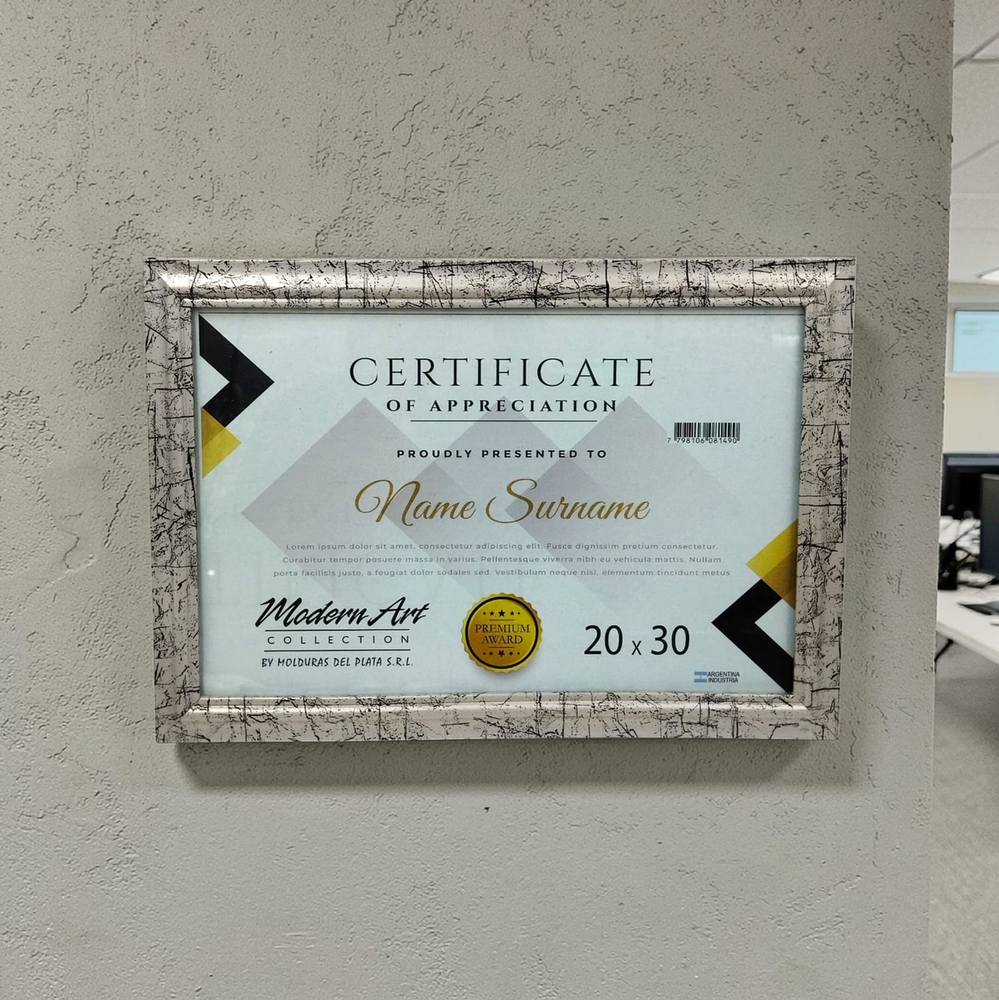 CERTIFICATE
OF APPRECIATION
7 798106 081490
PROUDLY PRESENTED TO
Name Surname
Lorem ipsum dolor sit amet, consectetur adipiscing elit. Fusce dignissim pretium consectetur.
Curabitur tempor posuere massa in varius. Pellentesque viverra nibh eu vehicula mattis. Nullam
porta facilisis justo, a feugiat dolor sodales sed. Vestibulum neque nisi, elementum tincidunt metus
Modern Art
COLLECTION
BY MOLDURAS DEL PLATA S.R.L.
PREMIUM
AWARD
20 x 30
ARGENTINA
INDUSTRIA